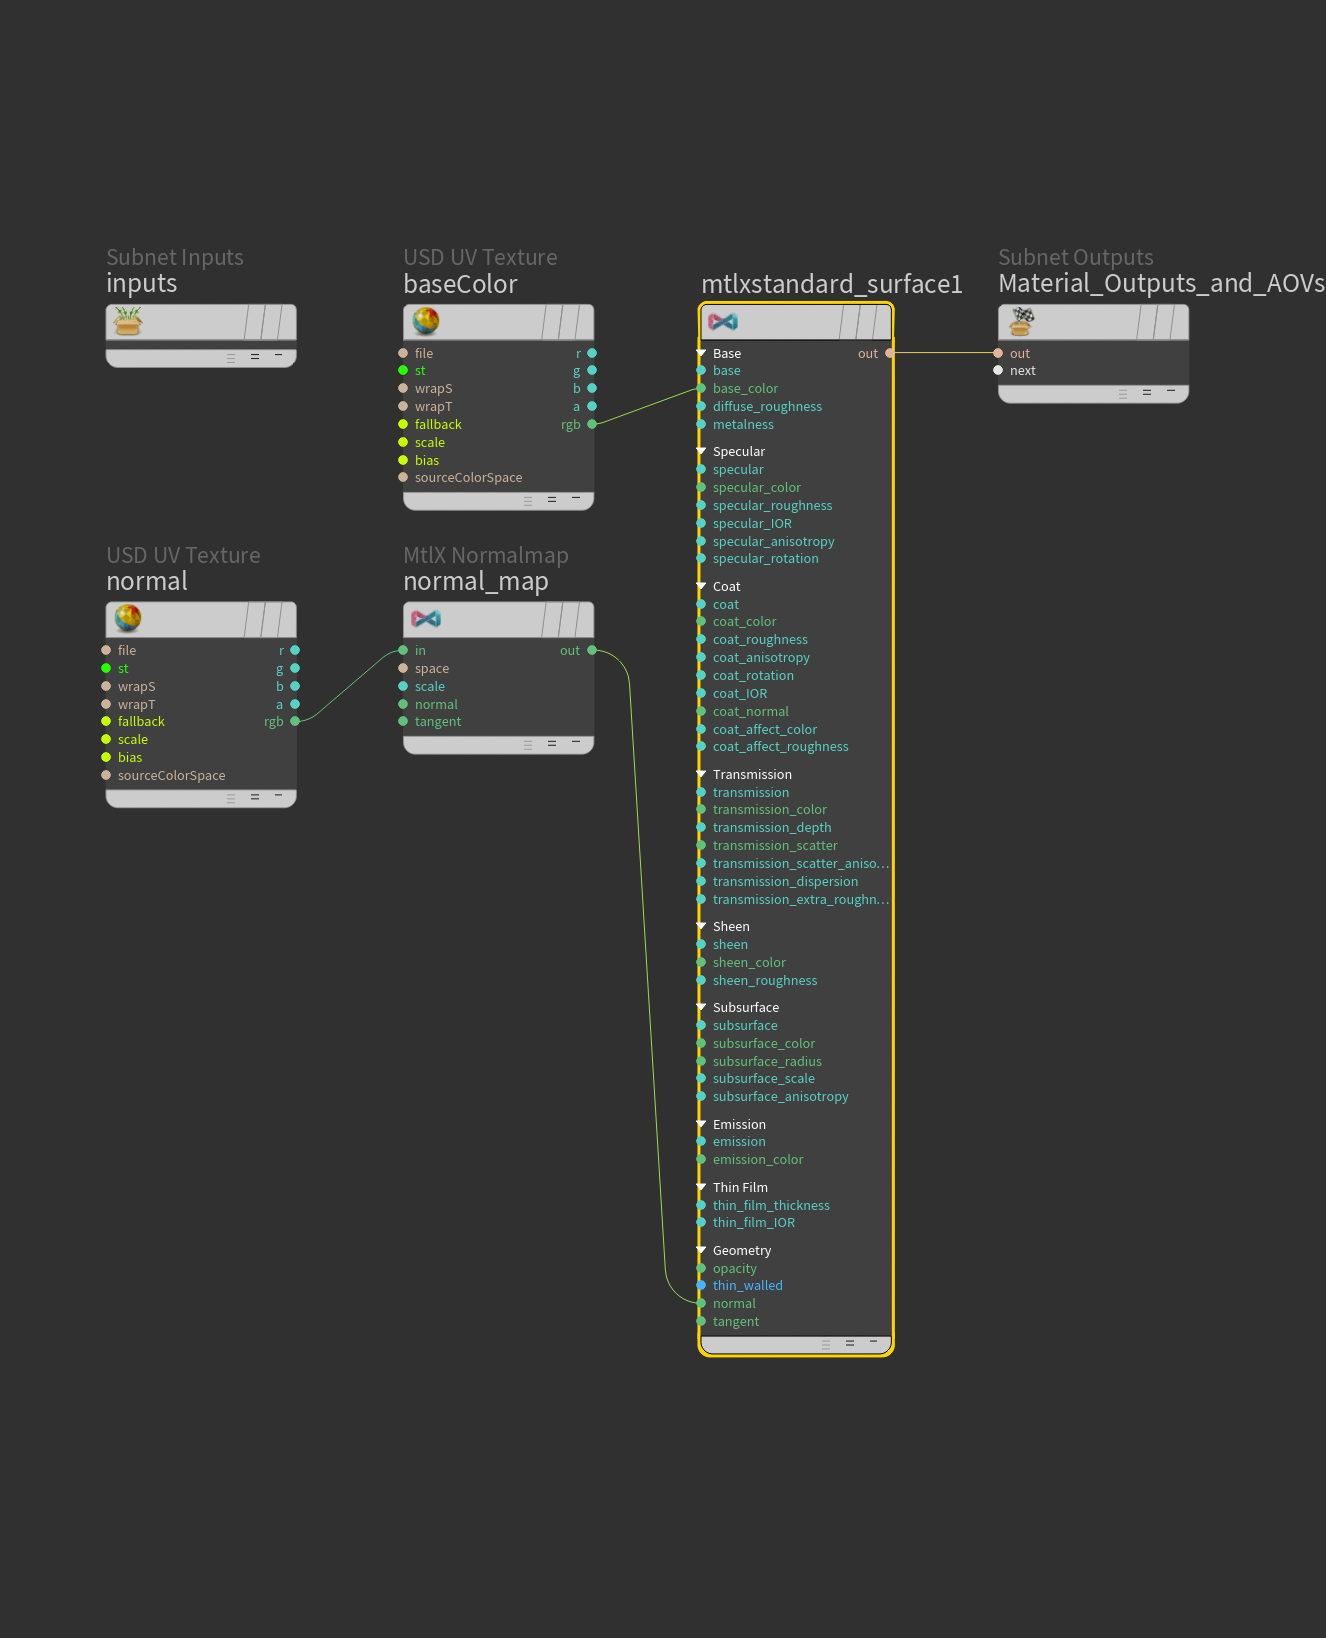 Subnet Inputs
inputs
USD UV Texture
baseColor
file
st
wrapS
wrapT
fallback
scale
bias
sourceColorSpace
r
g
b
a
rgb
USD UV Texture
normal
file
st
wrapS
wrapT
fallback
scale
bias
sourceColorSpace
r
g
b
a
rgb
MtlX Normalmap
normal_map
in
space
scale
normal
tangent
out
mtlxstandard_surface1
Base
out
base
base_color
diffuse_roughness
metalness
Specular
specular
specular_color
specular_roughness
specular_IOR
specular_anisotropy
specular_rotation
Coat
coat
coat_color
coat_roughness
coat_anisotropy
coat_rotation
coat_IOR
coat_normal
coat_affect_color
coat_affect_roughness
Transmission
transmission
transmission_color
transmission_depth
transmission_scatter
transmission_scatter_aniso...
transmission_dispersion
transmission_extra_roughn...
Sheen
sheen
sheen_color
sheen_roughness
Subsurface
subsurface
subsurface_color
subsurface_radius
subsurface_scale
subsurface_anisotropy
Emission
emission
emission_color
Thin Film
thin_film_thickness
thin_film_IOR
Geometry
opacity
thin_walled
normal
tangent
Subnet Outputs
Material_Outputs_and_AOVs
out
next